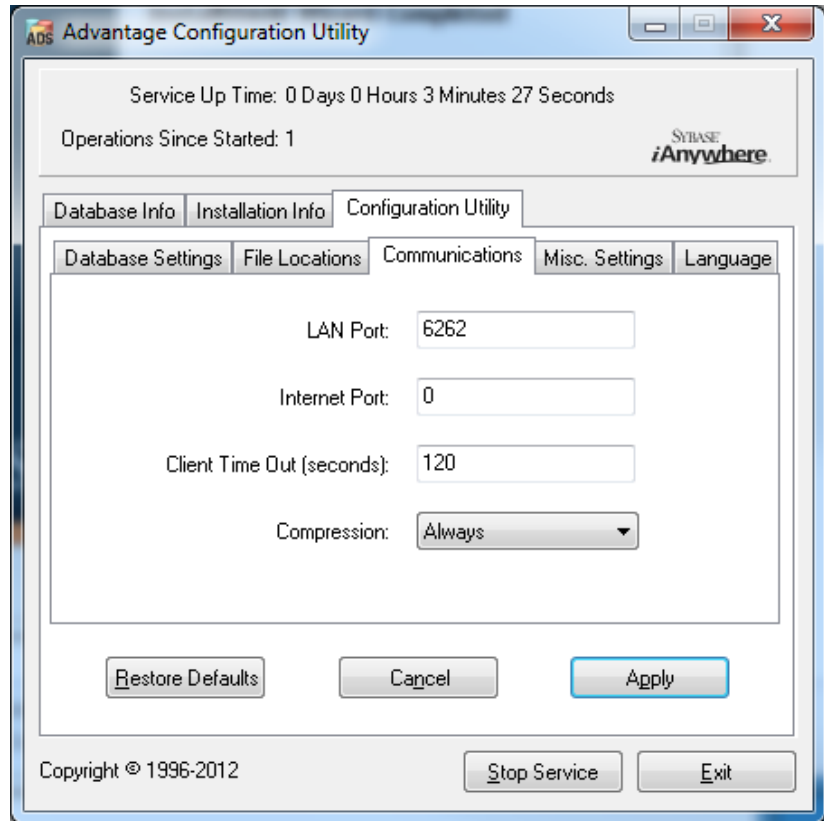 ADS Advantage Configuration Utility
Service Up Time: 0 Days 0 Hours 3 Minutes 27 Seconds
Operations Since Started: 1
SYBASE
iAnywhere.
Database Info Installation Info Configuration Utility
Database Settings File Locations Communications Misc. Settings Language
LAN Port: 6262
Internet Port: 0
Client Time Out (seconds): 120
Compression: Always
Restore Defaults Cancel Apply
Copyright © 1996-2012 Stop Service Exit